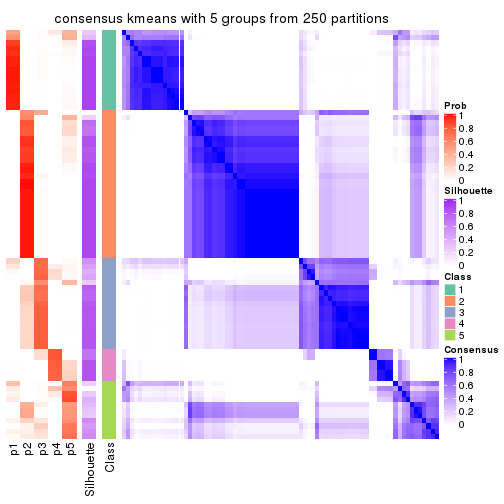 consensus kmeans with 5 groups from 250 partitions
Prob
1
0.8
0.6
0.4
0.2
0
Silhouette
1
0.8
0.6
0.4
0.2
0
Class
1
2
3
4
5
Consensus
1
0.8
0.6
0.4
0.2
0
p1
p2
p3
p4
p5
Silhouette
Class